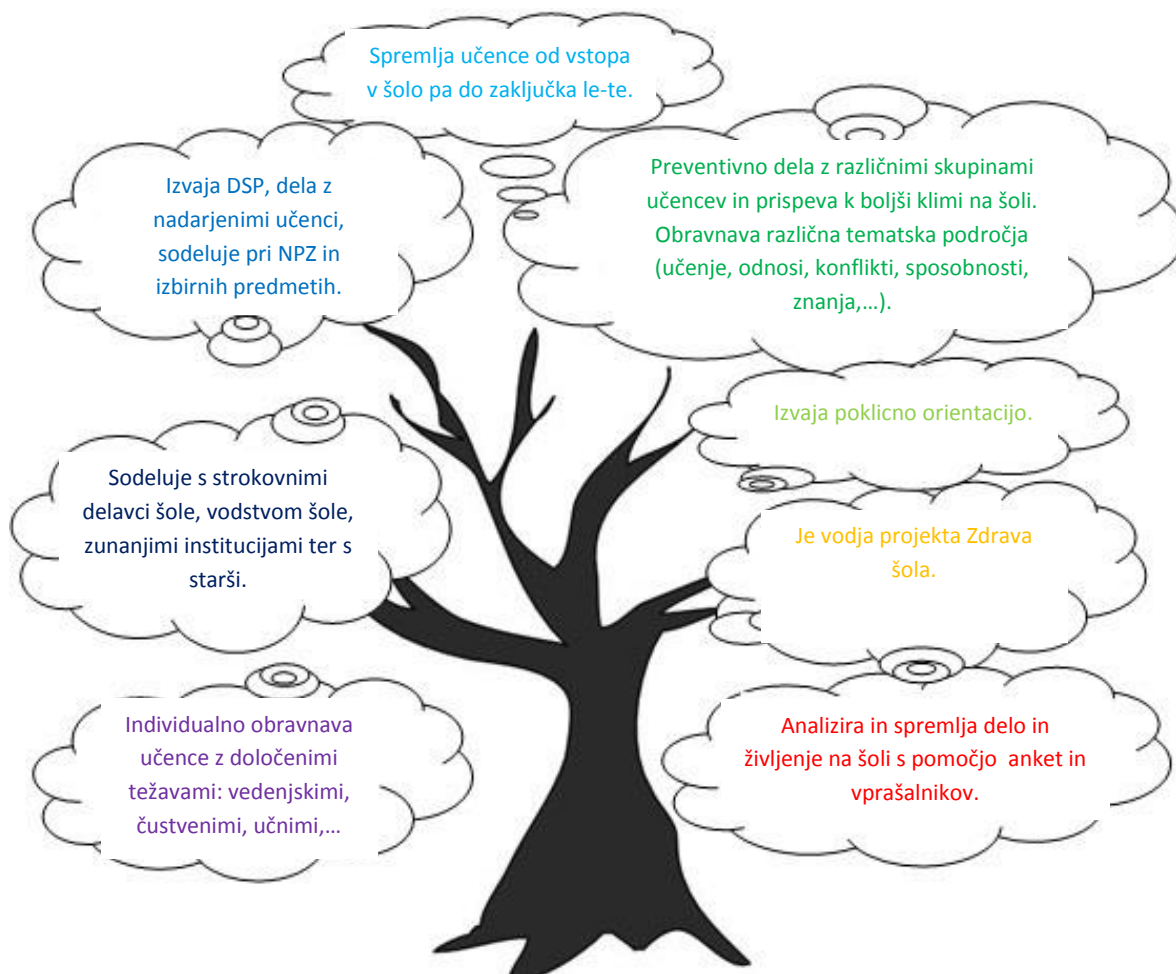 Spremlja učence od vstopa
v šolo pa do zaključka le-te.
Izvaja DSP, dela z
nadarjenimi učenci,
sodeluje pri NPZ in
izbirnih predmetih.
Preventivno dela z različnimi skupinami
učencev in prispeva k boljši klimi na šoli.
Obravnava različna tematska področja
(učenje, odnosi, konflikti, sposobnosti,
znanja,...).
Izvaja poklicno orientacijo.
Sodeluje s strokovnimi
delavci šole, vodstvom šole,
zunanjimi institucijami ter s
starši.
Je vodja projekta Zdrava
šola.
Individualno obravnava
učence z določenimi
težavami: vedenjskimi,
čustvenimi, učnimi,...
Analizira in spremlja delo in
življenje na šoli s pomočjo  anket in
vprašalnikov.